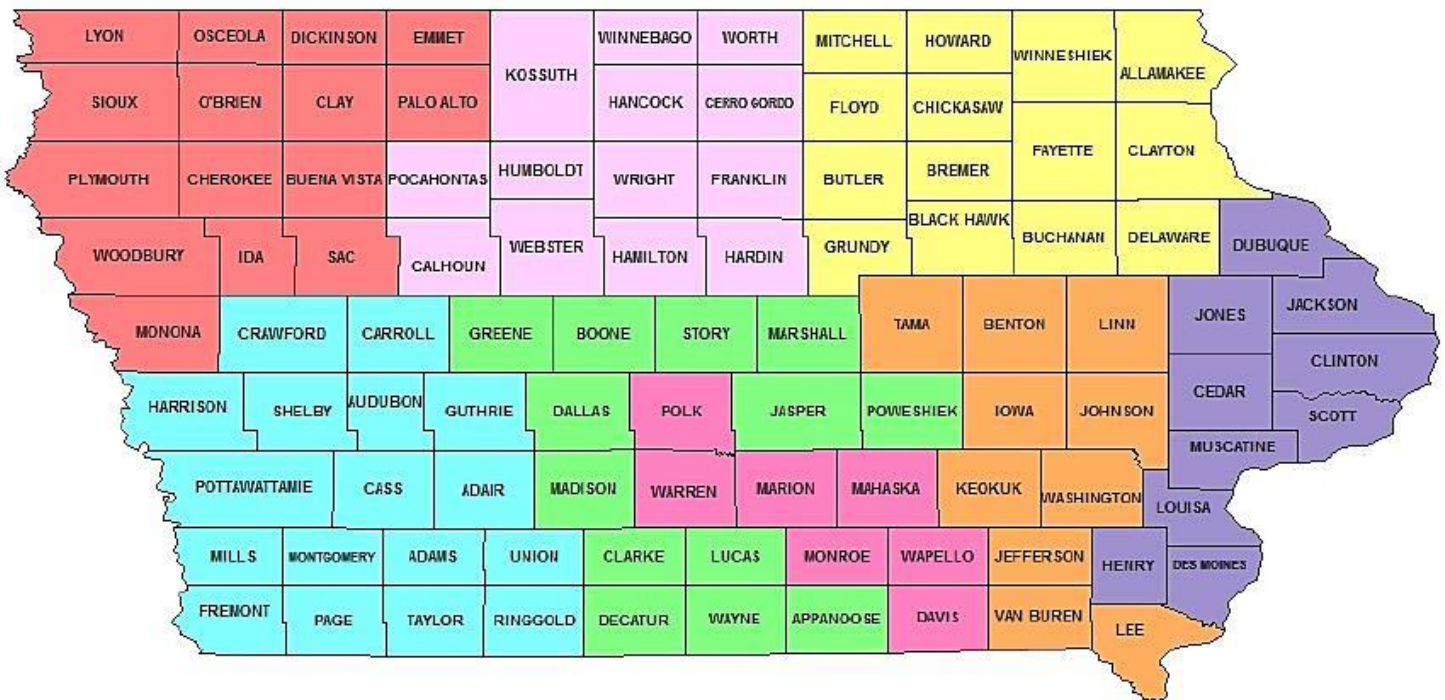 LYON
OSCEOLA
DICKINSON
EMMET
KOSSUTH
WINNEBAGO
WORTH
MITCHELL
HOWARD
WINNESHIEK
ALLAMAKEE
SIOUX
O'BRIEN
CLAY
PALO ALTO
HANCOCK
CERRO GORDO
FLOYD
CHICKASAW
PLYMOUTH
CHEROKEE
BUENA VISTA
POCAHONTAS
HUMBOLDT
WRIGHT
FRANKLIN
BUTLER
BREMER
FAYETTE
CLAYTON
WOODBURY
IDA
SAC
CALHOUN
WEBSTER
HAMILTON
HARDIN
GRUNDY
BLACK HAWK
BUCHANAN
DELAWARE
DUBUQUE
MONONA
CRAWFORD
CARROLL
GREENE
BOONE
STORY
MARSHALL
TAMA
BENTON
LINN
JONES
JACKSON
CLINTON
HARRISON
SHELBY
AUDUBON
GUTHRIE
DALLAS
POLK
JASPER
POWESHIEK
IOWA
JOHNSON
CEDAR
SCOTT
MUSCATINE
POTTAWATTAMIE
CASS
ADAIR
MADISON
WARREN
MARION
MAHASKA
KEOKUK
WASHINGTON
LOUISA
MILLS
MONTGOMERY
ADAMS
UNION
CLARKE
LUCAS
MONROE
WAPELLO
JEFFERSON
HENRY
DES MOINES
FREMONT
PAGE
TAYLOR
RINGGOLD
DECATUR
WAYNE
APPANOOSE
DAVIS
VAN BUREN
LEE